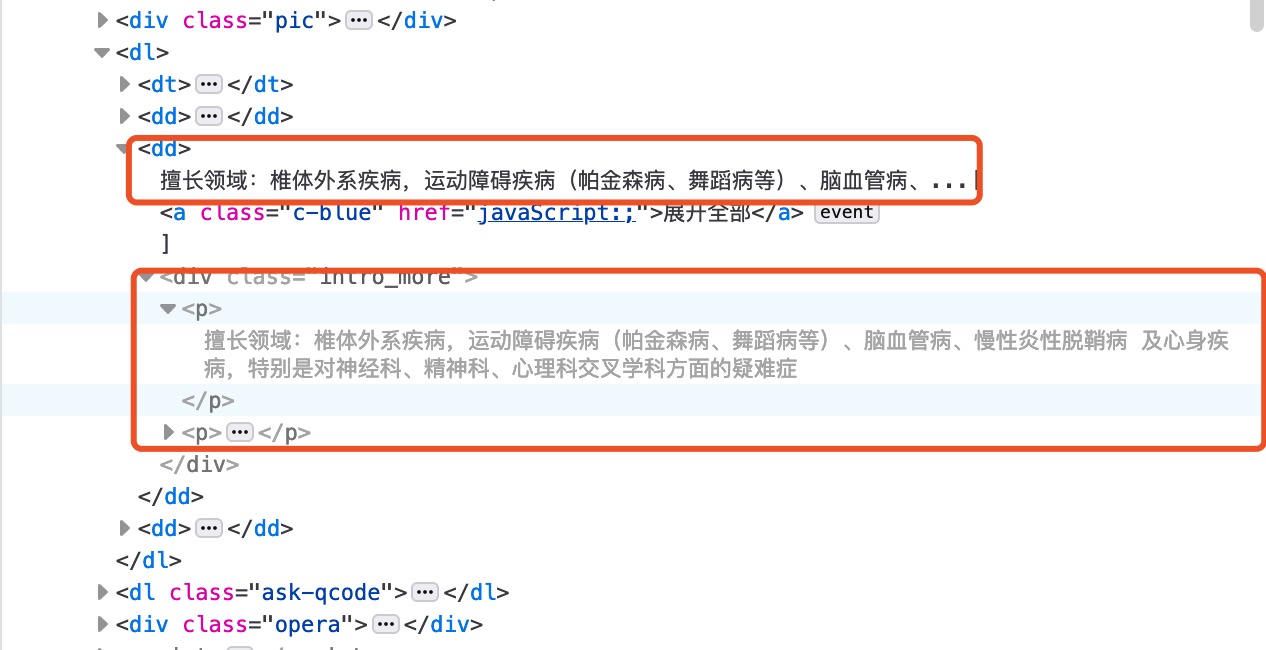 <div class="pic">···</div>
<dl>
<dt>···</dt>
<dd>···</dd>
<dd>
擅长领域：椎体外系疾病，运动障碍疾病（帕金森病、舞蹈病等）、脑血管病、...[
<a class="c-blue" href="javaScript:;">展开全部</a> event
]
<div class="intro_more">
<p>
擅长领域：椎体外系疾病，运动障碍疾病（帕金森病、舞蹈病等）、脑血管病、慢性炎性脱鞘病 及心身疾
病，特别是对神经科、精神科、心理科交叉学科方面的疑难症
</p>
<p>···</p>
</div>
</dd>
<dd>···</dd>
</dl>
<dl class="ask-qcode">···</dl>
<div class="opera">···</div>